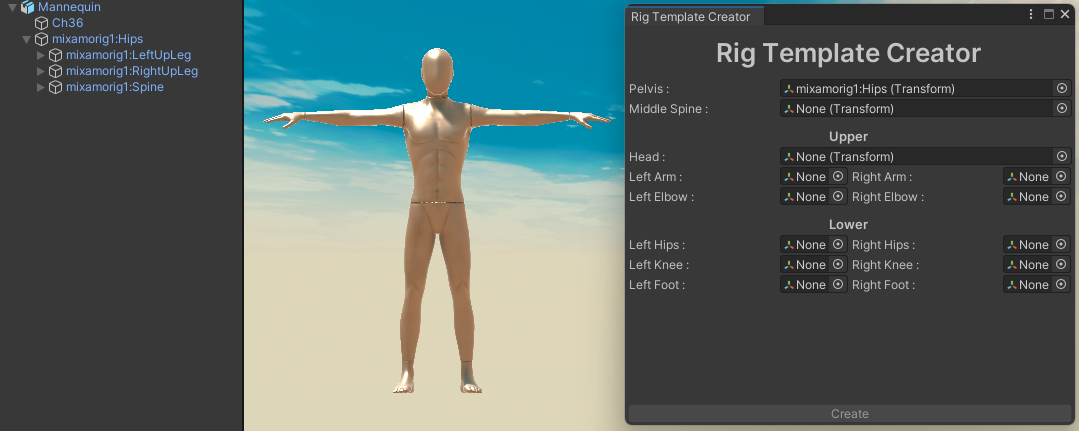 Mannequin
Ch36
mixamorig1:Hips
mixamorig1:LeftUpLeg
mixamorig1:RightUpLeg
mixamorig1:Spine
Rig Template Creator
Rig Template Creator
Pelvis : mixamorig1:Hips (Transform)
Middle Spine : None (Transform)
Upper
Head : None (Transform)
Left Arm : None Right Arm : None
Left Elbow : None Right Elbow : None
Lower
Left Hips : None Right Hips : None
Left Knee : None Right Knee : None
Left Foot : None Right Foot : None
Create